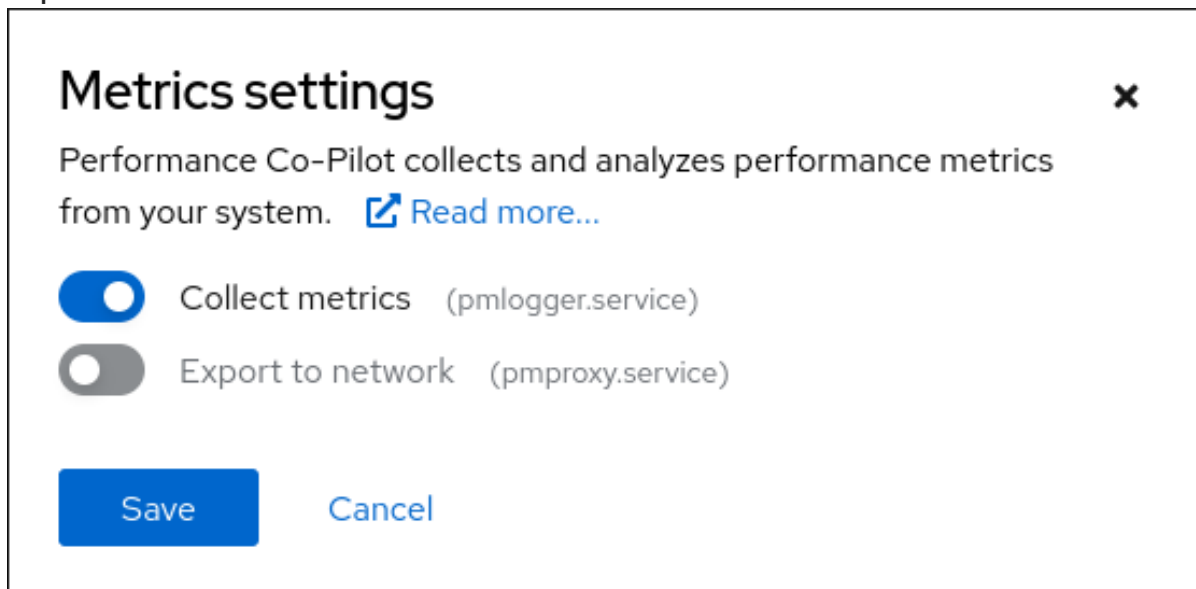 Metrics settings
Performance Co-Pilot collects and analyzes performance metrics
from your system. Read more...
Collect metrics (pmlogger.service)
Export to network (pmproxy.service)
Save Cancel